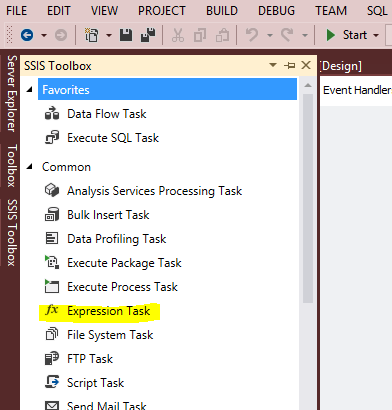 FILE EDIT VIEW PROJECT BUILD DEBUG TEAM SQL
Start
Server Explorer
Toolbox
SSIS Toolbox
SSIS Toolbox
[Design]
Favorites
Event Handler
Data Flow Task
Execute SQL Task
Common
Analysis Services Processing Task
Bulk Insert Task
Data Profiling Task
Execute Package Task
Execute Process Task
fx Expression Task
File System Task
FTP Task
Script Task
Send Mail Task